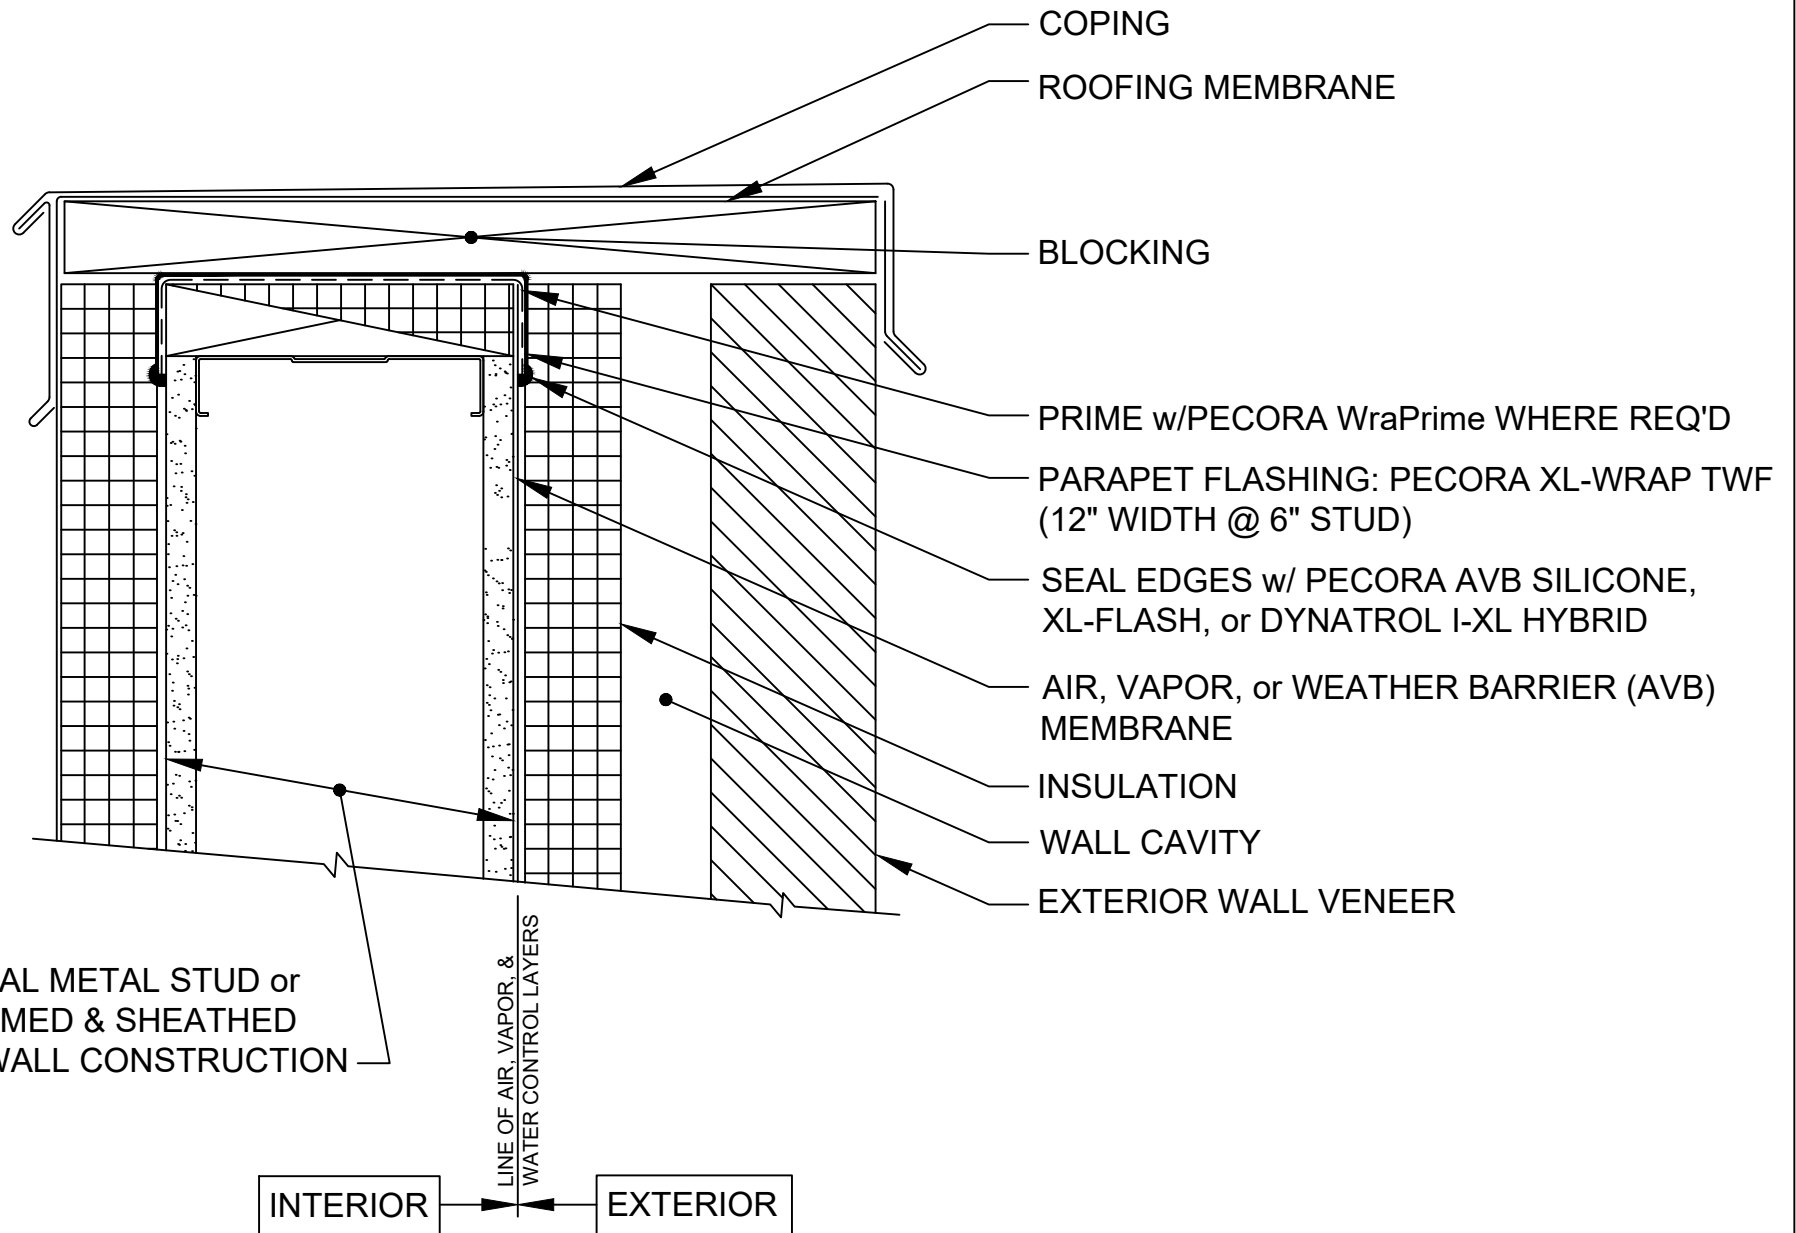 COPING
ROOFING MEMBRANE
BLOCKING
PRIME w/PECORA WraPrime WHERE REQ'D
PARAPET FLASHING: PECORA XL-WRAP TWF
(12" WIDTH @ 6" STUD)
SEAL EDGES w/ PECORA AVB SILICONE,
XL-FLASH, or DYNATROL I-XL HYBRID
AIR, VAPOR, or WEATHER BARRIER (AVB)
MEMBRANE
INSULATION
WALL CAVITY
EXTERIOR WALL VENEER
AL METAL STUD or
MED & SHEATHED
WALL CONSTRUCTION
LINE OF AIR, VAPOR, &
WATER CONTROL LAYERS
INTERIOR
EXTERIOR